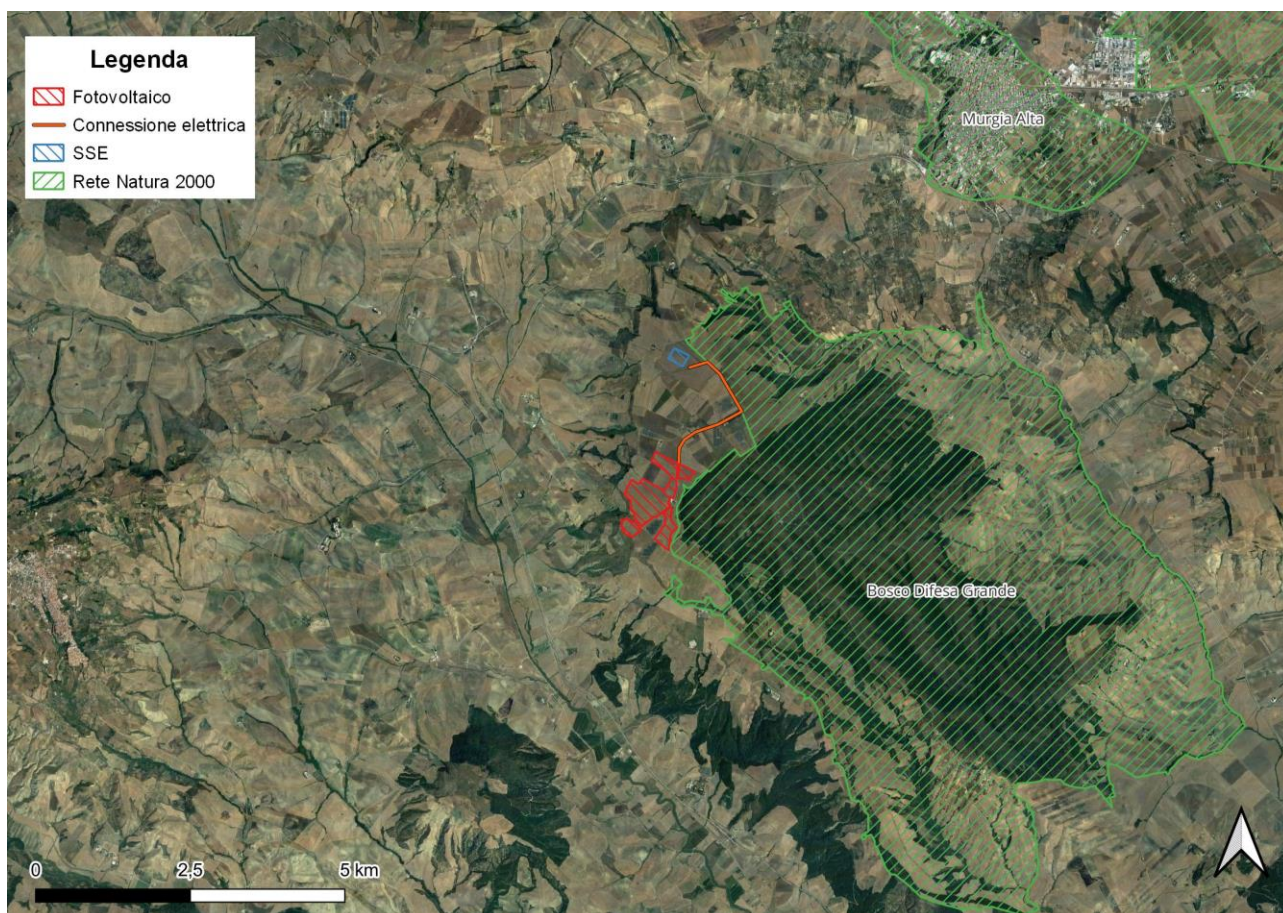 Legenda
Fotovoltaico
Connessione elettrica
SSE
Rete Natura 2000
Murgia Alta
Bosco Difesa Grande
0 2,5 5 km